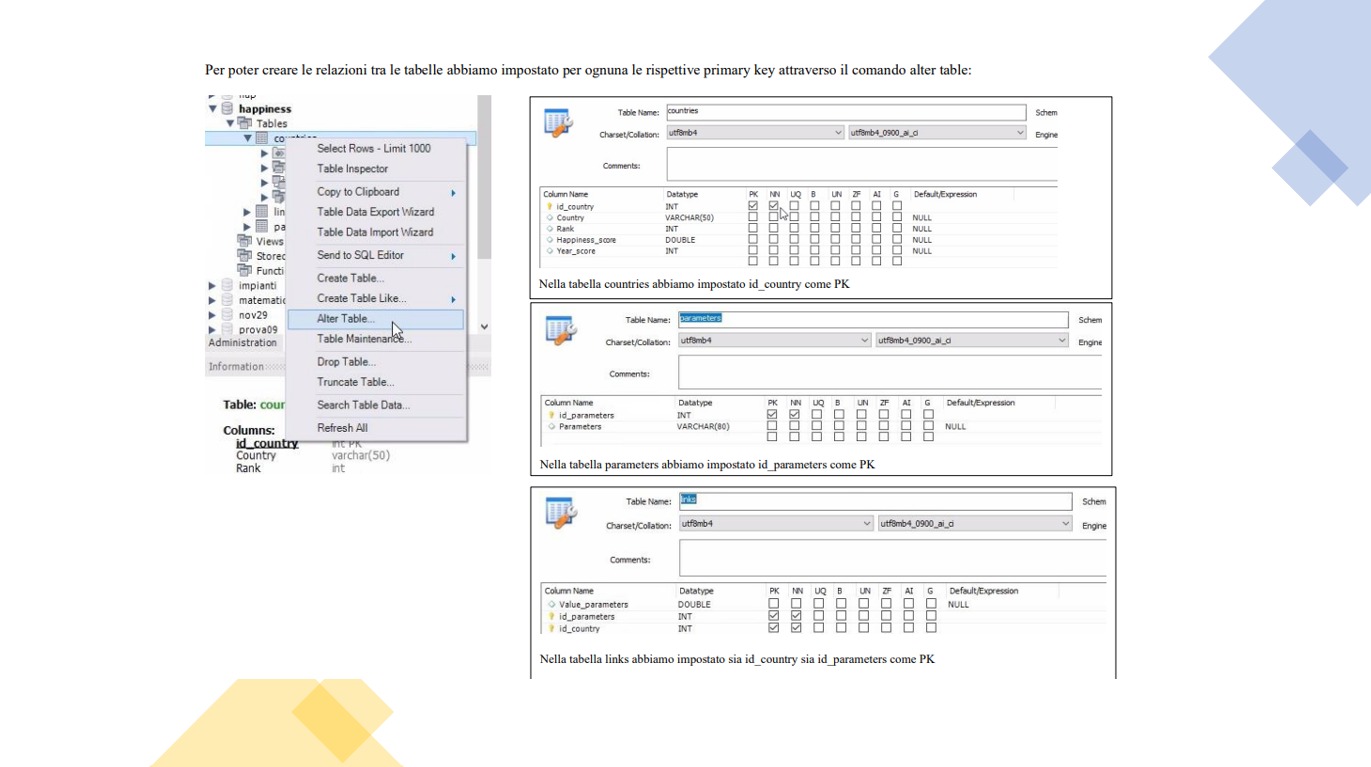 Per poter creare le relazioni tra le tabelle abbiamo impostato per ognuna le rispettive primary key attraverso il comando alter table:
happiness
Tables
Views
impianti
nov29
prova09
Administration
Information
Table:
Columns:
id_country int PK
Country varchar(50)
Rank int
Select Rows - Limit 1000
Table Inspector
Copy to Clipboard
Table Data Export Wizard
Table Data Import Wizard
Send to SQL Editor
Create Table...
Create Table Like...
Alter Table...
Table Maintenance...
Drop Table...
Truncate Table...
Search Table Data...
Refresh All
Table Name: countries Schem
Charset/Collation: utf8mb4 utf8mb4_0900_ai_ci Engine
Comments:
Column Name Datatype PK NN UQ B UN ZF AI G Default/Expression
id_country INT
Country VARCHAR(50) NULL
Rank INT NULL
Happiness_score DOUBLE NULL
Year_score INT NULL
Nella tabella countries abbiamo impostato id_country come PK
Table Name: parameters Schem
Charset/Collation: utf8mb4 utf8mb4_0900_ai_ci Engine
Comments:
Column Name Datatype PK NN UQ B UN ZF AI G Default/Expression
id_parameters INT
Parameters VARCHAR(80) NULL
Nella tabella parameters abbiamo impostato id_parameters come PK
Table Name: links Schem
Charset/Collation: utf8mb4 utf8mb4_0900_ai_ci Engine
Comments:
Column Name Datatype PK NN UQ B UN ZF AI G Default/Expression
Value_parameters DOUBLE NULL
id_parameters INT
id_country INT
Nella tabella links abbiamo impostato sia id_country sia id_parameters come PK